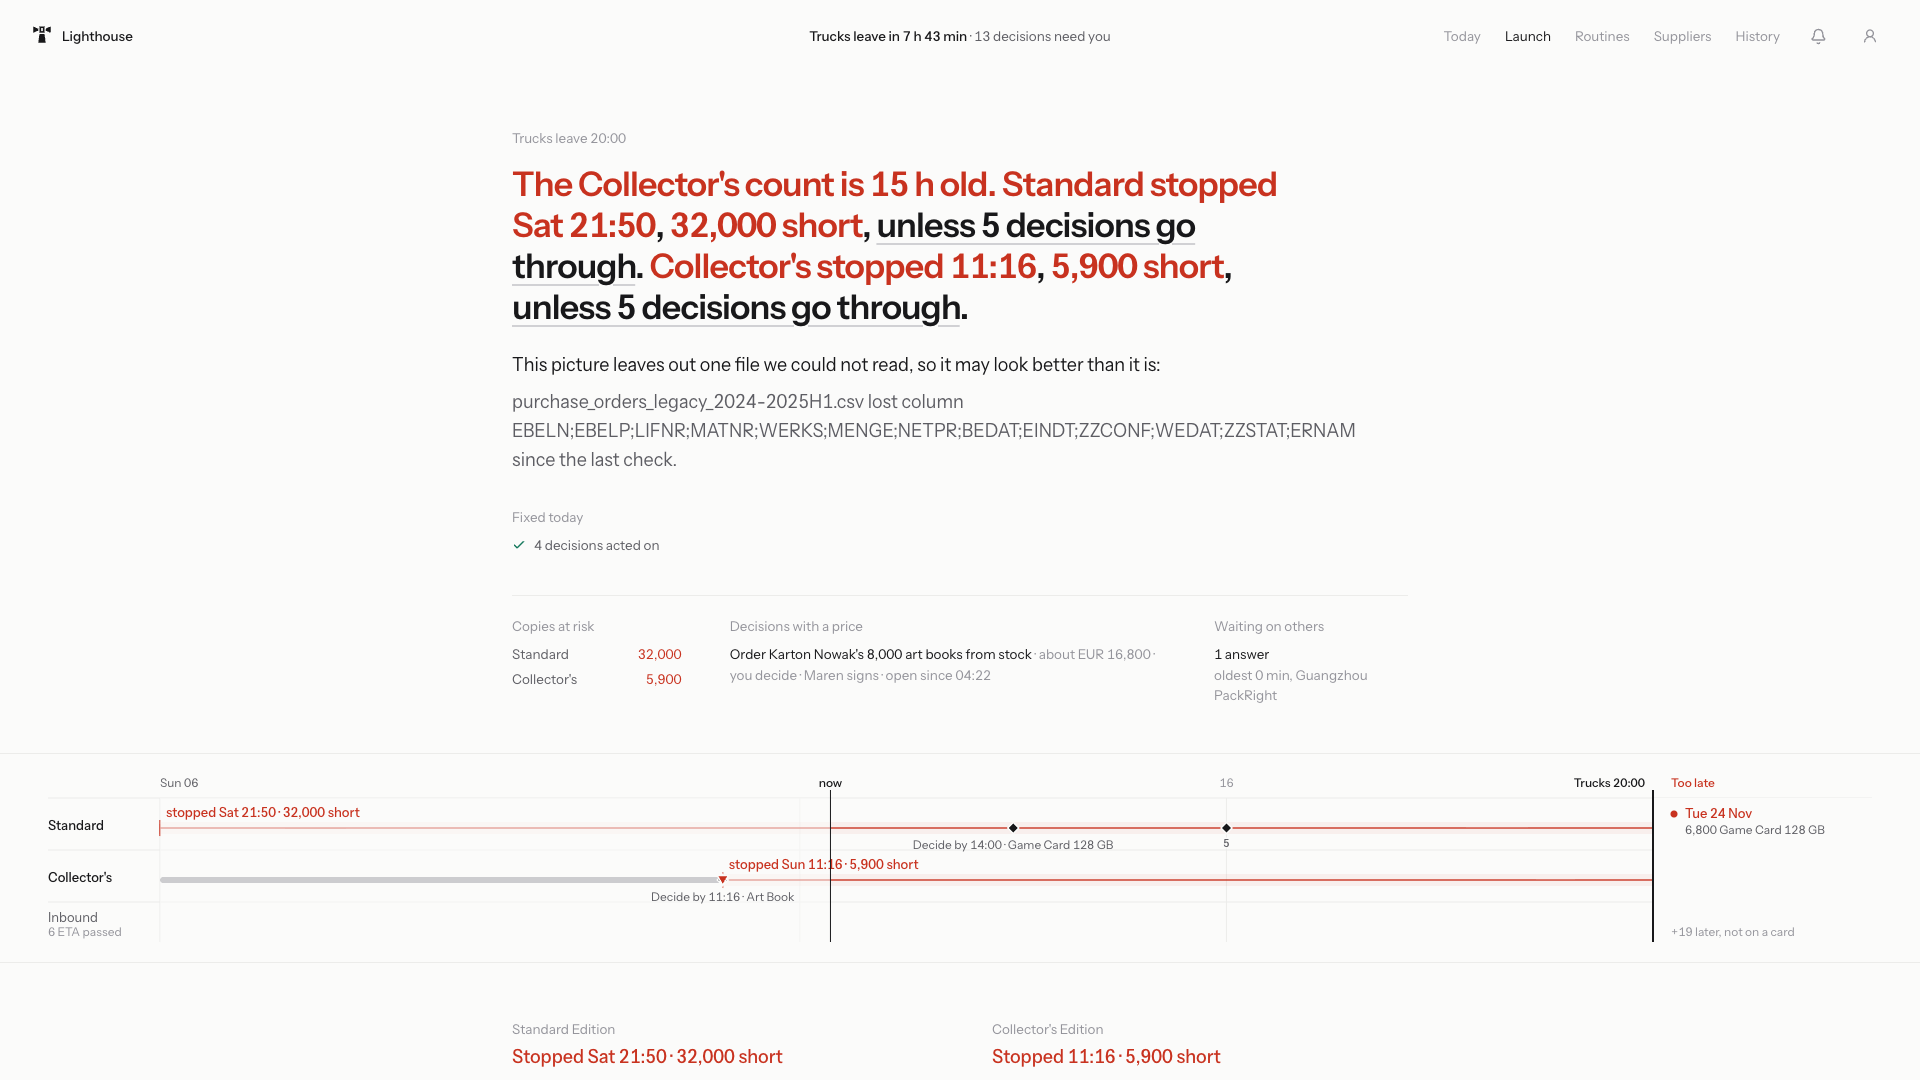 Lighthouse
Trucks leave in 7 h 43 min · 13 decisions need you
Today Launch Routines Suppliers History
Trucks leave 20:00
The Collector's count is 15 h old. Standard stopped
Sat 21:50, 32,000 short, unless 5 decisions go
through. Collector's stopped 11:16, 5,900 short,
unless 5 decisions go through.
This picture leaves out one file we could not read, so it may look better than it is:
purchase_orders_legacy_2024-2025H1.csv lost column
EBELN;EBELP;LIFNR;MATNR;WERKS;MENGE;NETPR;BEDAT;EINDT;ZZCONF;WEDAT;ZZSTAT;ERNAM
since the last check.
Fixed today
4 decisions acted on
Copies at risk
Standard 32,000
Collector's 5,900
Decisions with a price
Order Karton Nowak's 8,000 art books from stock · about EUR 16,800 ·
you decide · Maren signs · open since 04:22
Waiting on others
1 answer
oldest 0 min, Guangzhou
PackRight
Sun 06 now 16 Trucks 20:00 Too late
Standard
stopped Sat 21:50 · 32,000 short
Decide by 14:00 · Game Card 128 GB
5
Tue 24 Nov
6,800 Game Card 128 GB
Collector's
stopped Sun 11:16 · 5,900 short
Decide by 11:16 · Art Book
Inbound
6 ETA passed
+19 later, not on a card
Standard Edition
Stopped Sat 21:50 · 32,000 short
Collector's Edition
Stopped 11:16 · 5,900 short